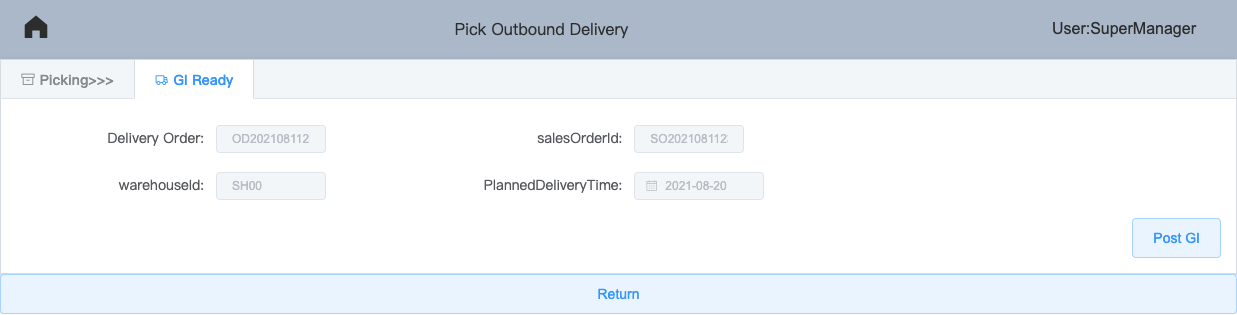 Pick Outbound Delivery
User:SuperManager
Picking>>>
GI Ready
Delivery Order: OD202108112
salesOrderId: SO202108112
warehouseId: SH00
PlannedDeliveryTime: 2021-08-20
Post GI
Return